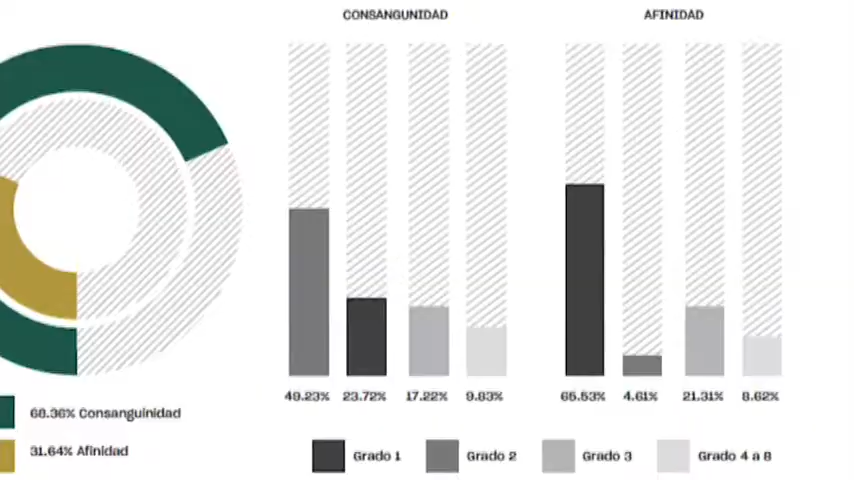 CONSANGUNIDAD
AFINIDAD
49.23% 23.72% 17.22% 9.83%
65.53% 4.61% 21.31% 8.62%
68.36% Consanguinidad
31.64% Afinidad
Grado 1 Grado 2 Grado 3 Grado 4 a 8